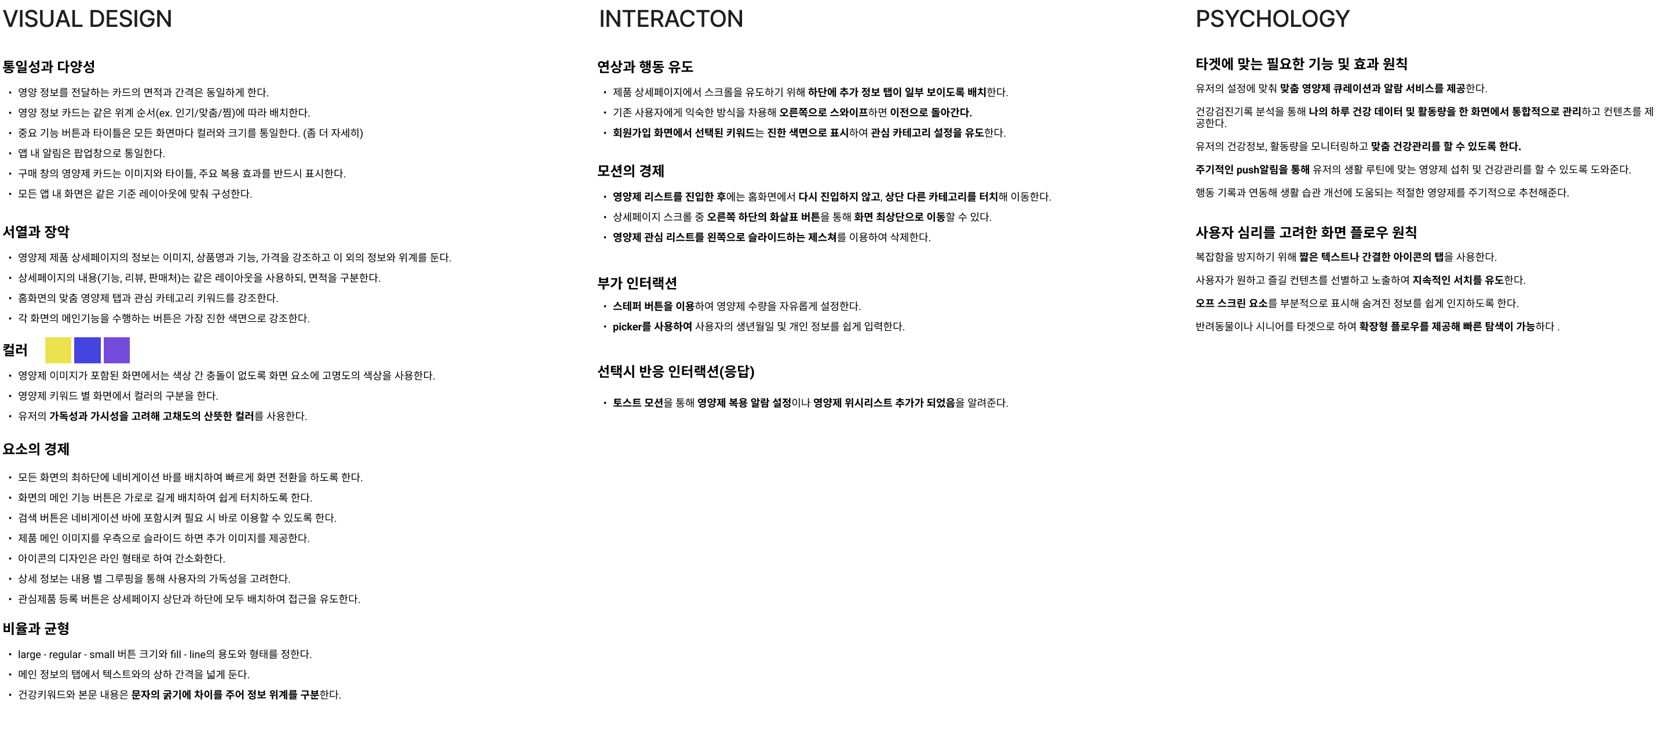 VISUAL DESIGN
통일성과 다양성
• 영양 정보를 전달하는 카드의 면적과 간격은 동일하게 한다.
• 영양 정보 카드는 같은 위계 순서(ex. 인기/맞춤/찜)에 따라 배치한다.
• 중요 기능 버튼과 타이틀은 모든 화면마다 컬러와 크기를 통일한다. (좀 더 자세히)
• 앱 내 알림은 팝업창으로 통일한다.
• 구매 창의 영양제 카드는 이미지와 타이틀, 주요 복용 효과를 반드시 표시한다.
• 모든 앱 내 화면은 같은 기준 레이아웃에 맞춰 구성한다.
서열과 장악
• 영양제 제품 상세페이지의 정보는 이미지, 상품명과 기능, 가격을 강조하고 이 외의 정보와 위계를 둔다.
• 상세페이지의 내용(기능, 리뷰, 판매처)는 같은 레이아웃을 사용하되, 면적을 구분한다.
• 홈화면의 맞춤 영양제 탭과 관심 카테고리 키워드를 강조한다.
• 각 화면의 메인기능을 수행하는 버튼은 가장 진한 색면으로 강조한다.
컬러
• 영양제 이미지가 포함된 화면에서는 색상 간 충돌이 없도록 화면 요소에 고명도의 색상을 사용한다.
• 영양제 키워드 별 화면에서 컬러의 구분을 한다.
• 유저의 가독성과 가시성을 고려해 고채도의 산뜻한 컬러를 사용한다.
요소의 경제
• 모든 화면의 최하단에 네비게이션 바를 배치하여 빠르게 화면 전환을 하도록 한다.
• 화면의 메인 기능 버튼은 가로로 길게 배치하여 쉽게 터치하도록 한다.
• 검색 버튼은 네비게이션 바에 포함시켜 필요 시 바로 이용할 수 있도록 한다.
• 제품 메인 이미지를 우측으로 슬라이드 하면 추가 이미지를 제공한다.
• 아이콘의 디자인은 라인 형태로 하여 간소화한다.
• 상세 정보는 내용 별 그루핑을 통해 사용자의 가독성을 고려한다.
• 관심제품 등록 버튼은 상세페이지 상단과 하단에 모두 배치하여 접근을 유도한다.
비율과 균형
• large - regular - small 버튼 크기와 fill - line의 용도와 형태를 정한다.
• 메인 정보의 탭에서 텍스트와의 상하 간격을 넓게 둔다.
• 건강키워드와 본문 내용은 문자의 굵기에 차이를 주어 정보 위계를 구분한다.
INTERACTON
연상과 행동 유도
• 제품 상세페이지에서 스크롤을 유도하기 위해 하단에 추가 정보 탭이 일부 보이도록 배치한다.
• 기존 사용자에게 익숙한 방식을 차용해 오른쪽으로 스와이프하면 이전으로 돌아간다.
• 회원가입 화면에서 선택된 키워드는 진한 색면으로 표시하여 관심 카테고리 설정을 유도한다.
모션의 경제
• 영양제 리스트를 진입한 후에는 홈화면에서 다시 진입하지 않고, 상단 다른 카테고리를 터치해 이동한다.
• 상세페이지 스크롤 중 오른쪽 하단의 화살표 버튼을 통해 화면 최상단으로 이동할 수 있다.
• 영양제 관심 리스트를 왼쪽으로 슬라이드하는 제스쳐를 이용하여 삭제한다.
부가 인터랙션
• 스테퍼 버튼을 이용하여 영양제 수량을 자유롭게 설정한다.
• picker를 사용하여 사용자의 생년월일 및 개인 정보를 쉽게 입력한다.
선택시 반응 인터랙션(응답)
• 토스트 모션을 통해 영양제 복용 알람 설정이나 영양제 위시리스트 추가가 되었음을 알려준다.
PSYCHOLOGY
타겟에 맞는 필요한 기능 및 효과 원칙
유저의 설정에 맞춰 맞춤 영양제 큐레이션과 알람 서비스를 제공한다.
건강검진기록 분석을 통해 나의 하루 건강 데이터 및 활동량을 한 화면에서 통합적으로 관리하고 컨텐츠를 제
공한다.
유저의 건강정보, 활동량을 모니터링하고 맞춤 건강관리를 할 수 있도록 한다.
주기적인 push알림을 통해 유저의 생활 루틴에 맞는 영양제 섭취 및 건강관리를 할 수 있도록 도와준다.
행동 기록과 연동해 생활 습관 개선에 도움되는 적절한 영양제를 주기적으로 추천해준다.
사용자 심리를 고려한 화면 플로우 원칙
복잡함을 방지하기 위해 짧은 텍스트나 간결한 아이콘의 탭을 사용한다.
사용자가 원하고 즐길 컨텐츠를 선별하고 노출하여 지속적인 서치를 유도한다.
오프 스크린 요소를 부분적으로 표시해 숨겨진 정보를 쉽게 인지하도록 한다.
반려동물이나 시니어를 타겟으로 하여 확장형 플로우를 제공해 빠른 탐색이 가능하다 .